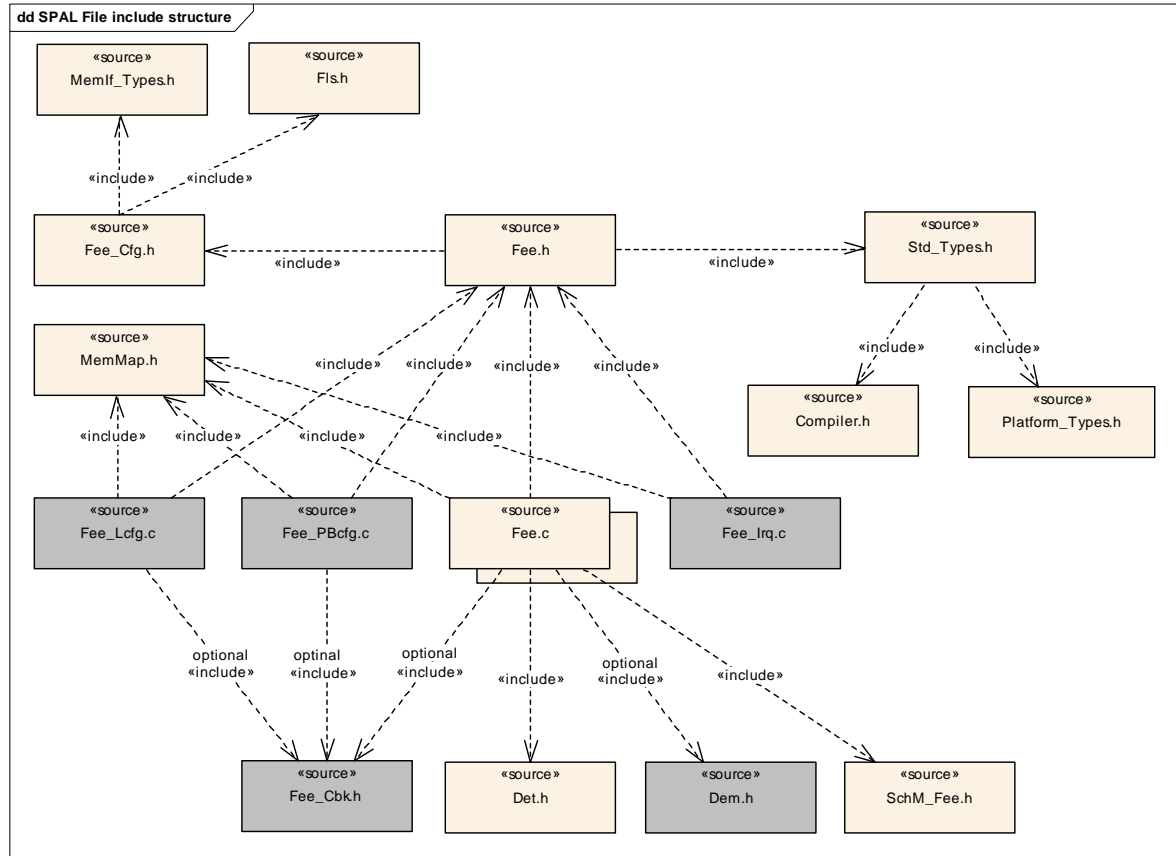 dd SPAL File include structure
«source»
MemIf_Types.h
«source»
Fls.h
«include»
«include»
«source»
Fee_Cfg.h
«source»
Fee.h
«source»
Std_Types.h
«include»
«include»
«source»
MemMap.h
«include»
«include»
«include»
«include»
«include»
«include»
«source»
Compiler.h
«source»
Platform_Types.h
«include»
«include»
«include»
«include»
«source»
Fee_Lcfg.c
«source»
Fee_PBcfg.c
«source»
Fee.c
«source»
Fee_Irq.c
optional
«include»
optinal
«include»
optional
«include»
«include»
optional
«include»
«include»
«source»
Fee_Cbk.h
«source»
Det.h
«source»
Dem.h
«source»
SchM_Fee.h